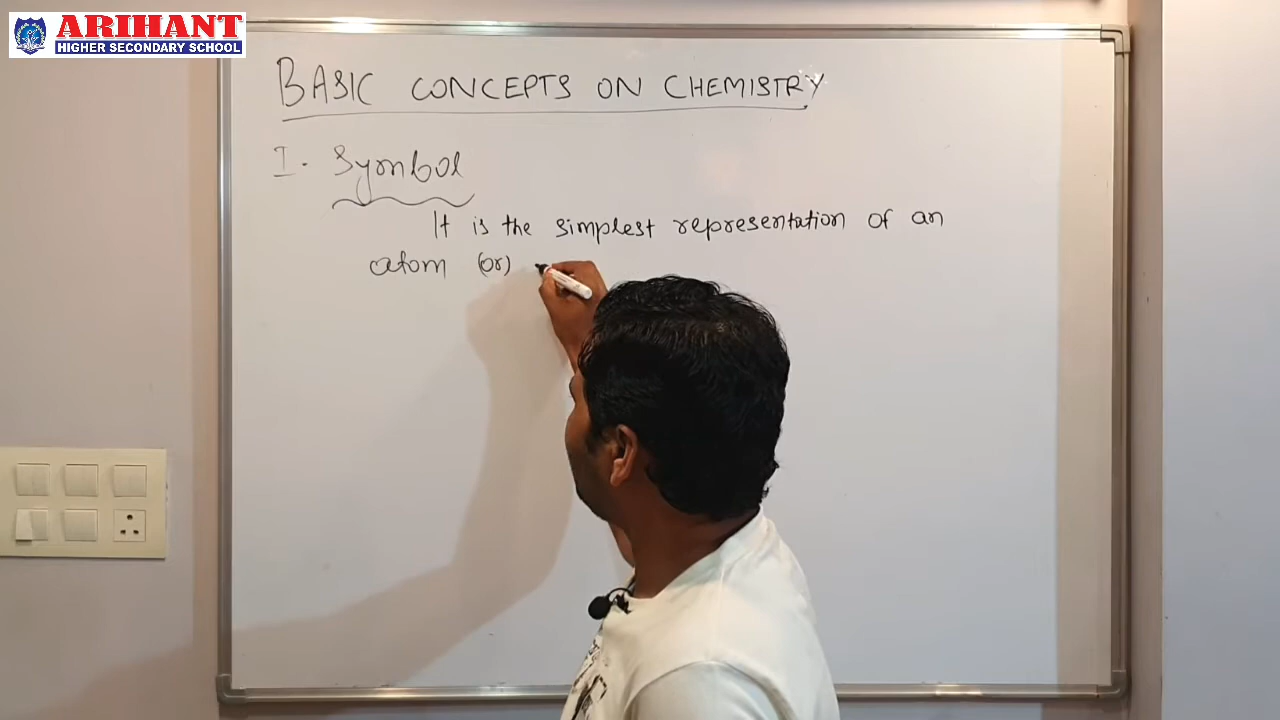 ARIHANT
HIGHER SECONDARY SCHOOL
BASIC CONCEPTS ON CHEMISTRY
I. Symbol
It is the simplest representation of an
atom (or)